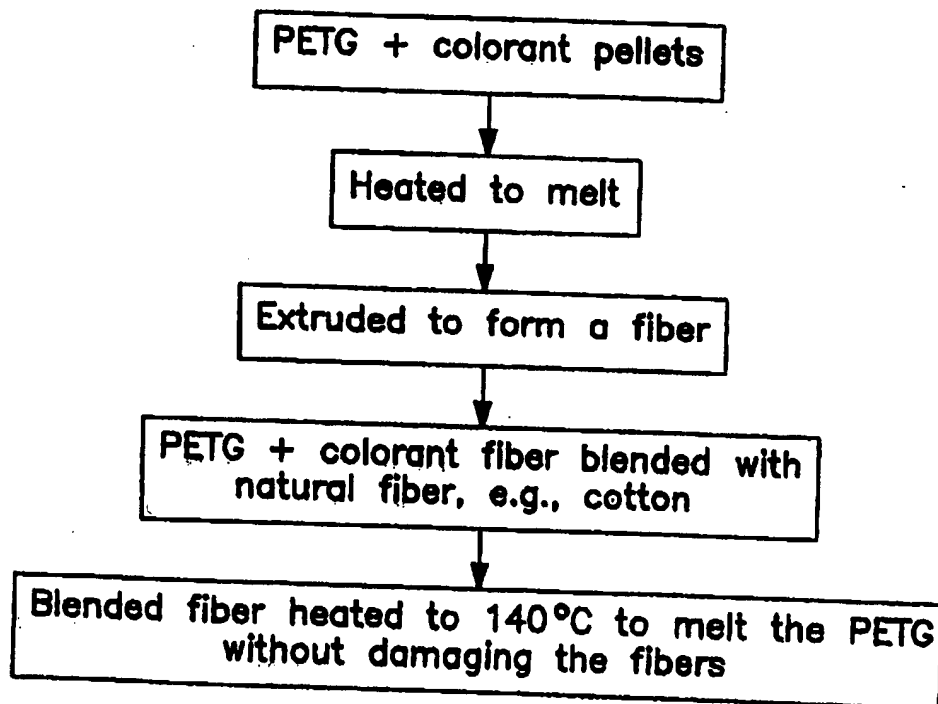 PETG + colorant pellets
Heated to melt
Extruded to form a fiber
PETG + colorant fiber blended with
natural fiber, e.g., cotton
Blended fiber heated to 140°C to melt the PETG
without damaging the fibers